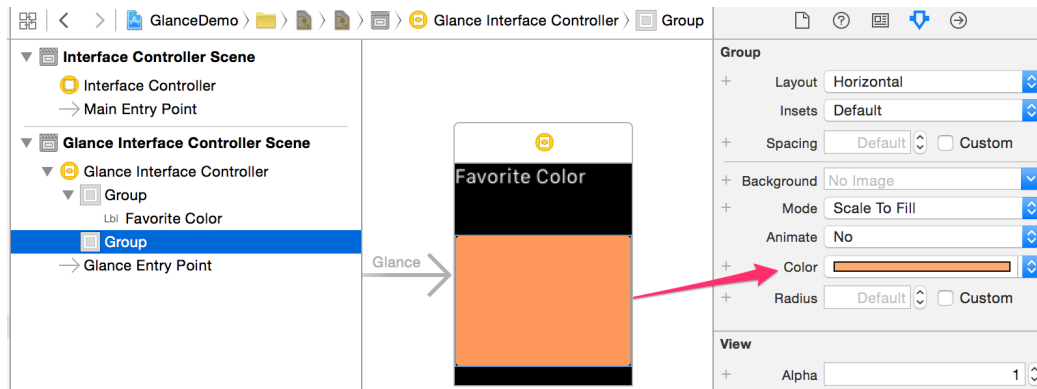 GlanceDemo
Glance Interface Controller
Group
Interface Controller Scene
Interface Controller
Main Entry Point
Glance Interface Controller Scene
Glance Interface Controller
Group
Lbl Favorite Color
Group
Glance Entry Point
Glance
Favorite Color
Group
+ Layout Horizontal
Insets Default
+ Spacing Default Custom
+ Background No Image
+ Mode Scale To Fill
Animate No
+ Color
+ Radius Default Custom
View
+ Alpha 1